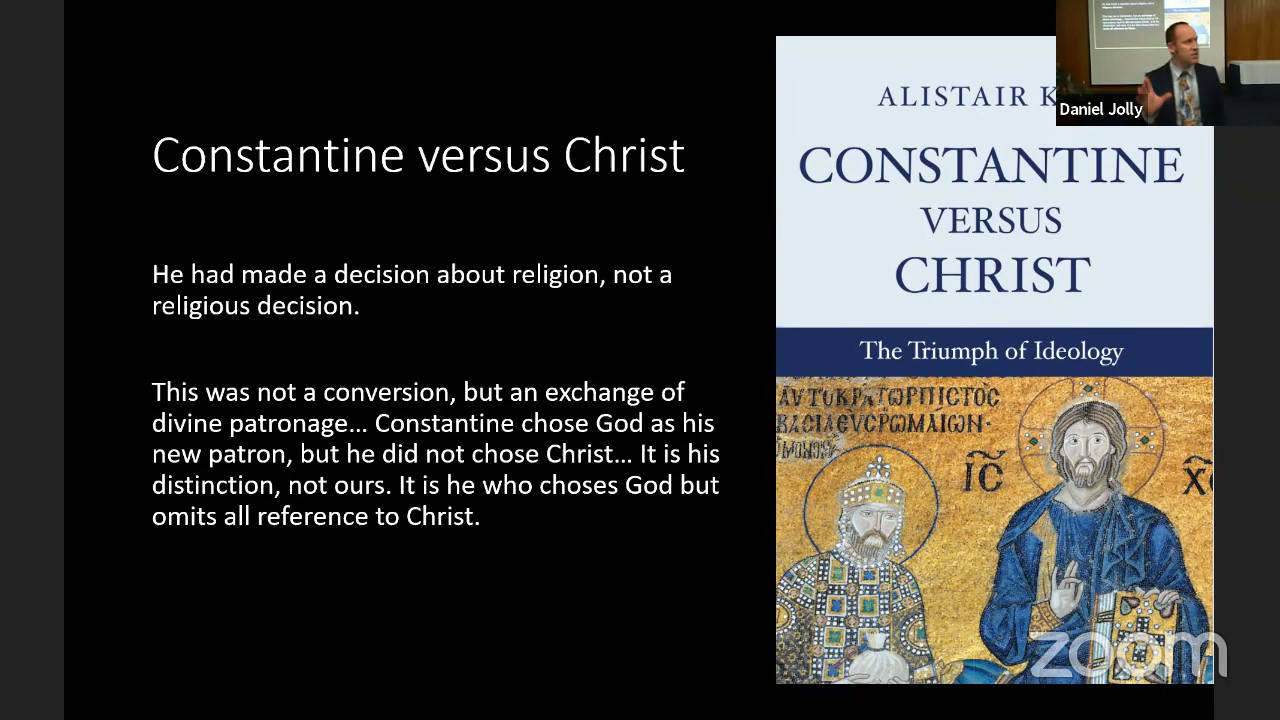 Constantine versus Christ
He had made a decision about religion, not a
religious decision.
This was not a conversion, but an exchange of
divine patronage… Constantine chose God as his
new patron, but he did not chose Christ… It is his
distinction, not ours. It is he who choses God but
omits all reference to Christ.
ALISTAIR
CONSTANTINE
VERSUS
CHRIST
The Triumph of Ideology
ΑΥΤΟΚΡΑΤΩΡΠΙΣΤΟC
ΒΑCΙΛΕΥCΡΩΜΑΙΩΝ·
ΙC
Daniel Jolly
zoom